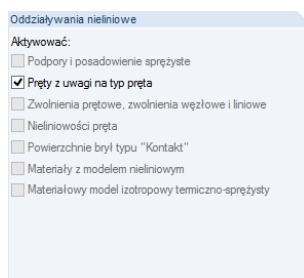 Oddziaływania nieliniowe
Aktywować:
Podpory i posadowienie sprężyste
Pręty z uwagi na typ pręta
Zwolnienia prętowe, zwolnienia węzłowe i liniowe
Nieliniowości pręta
Powierzchnie brył typu "Kontakt"
Materiały z modelem nieliniowym
Materiałowy model izotropowy termiczno-sprężysty